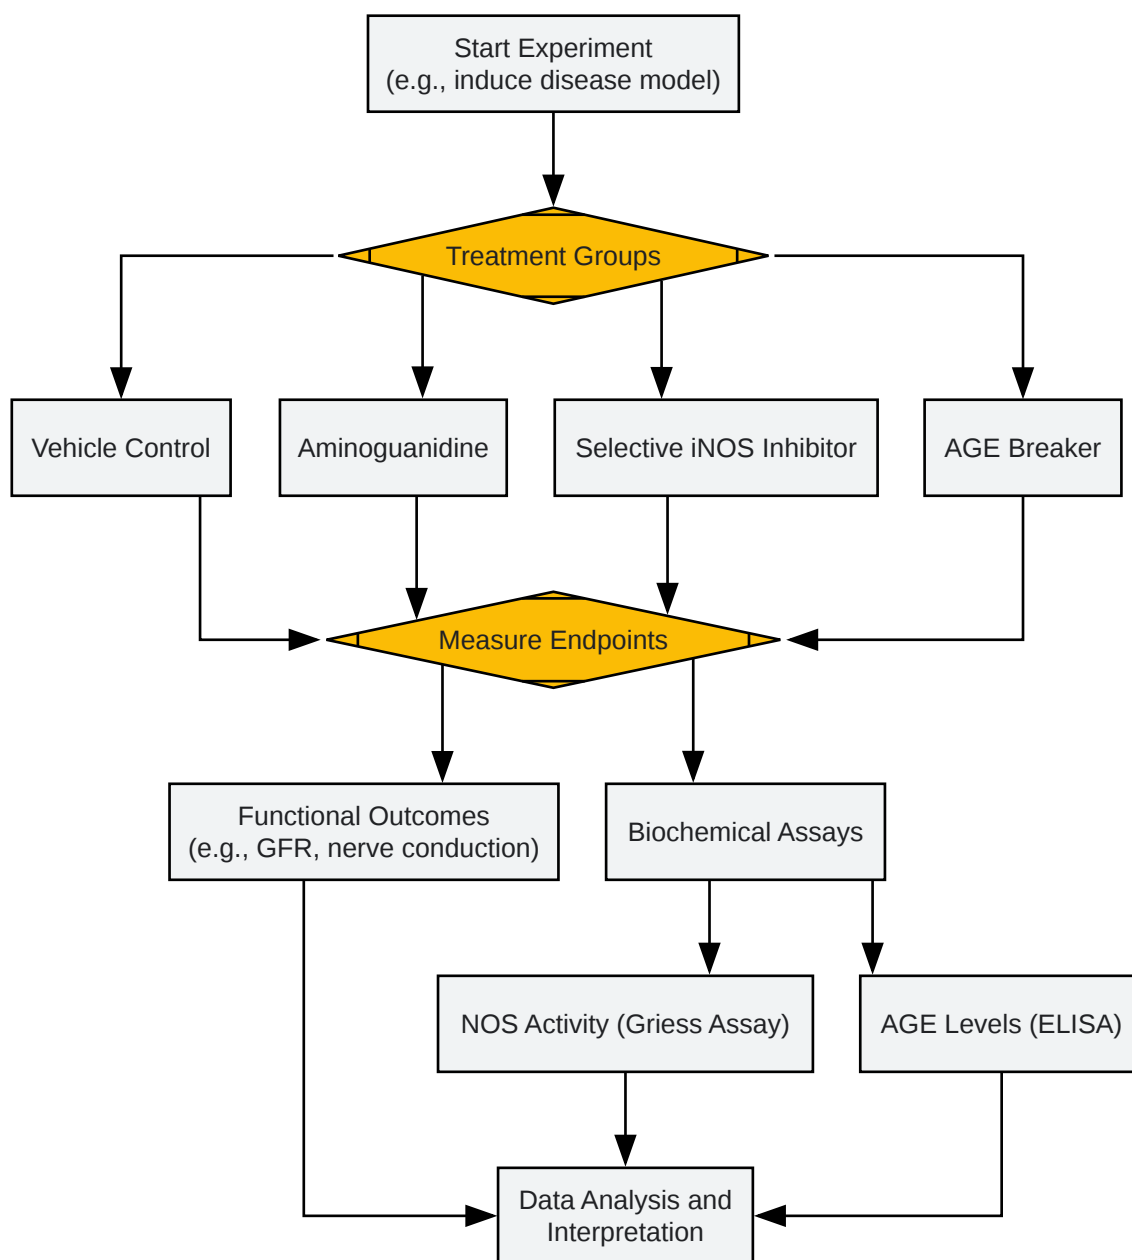 Start Experiment
(e.g., induce disease model)
Treatment Groups
Vehicle Control
Aminoguanidine
Selective iNOS Inhibitor
AGE Breaker
Measure Endpoints
Functional Outcomes
(e.g., GFR, nerve conduction)
Biochemical Assays
NOS Activity (Griess Assay)
AGE Levels (ELISA)
Data Analysis and
Interpretation